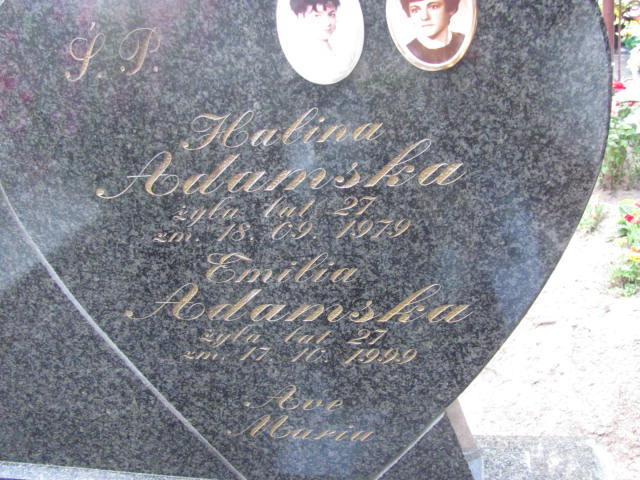 Ś. P.
Halina
Adamska
żyła lat 27
zm. 18. 09. 1979
Emilia
Adamska
żyła lat 27
zm. 17. 10. 1999
Ave
Maria